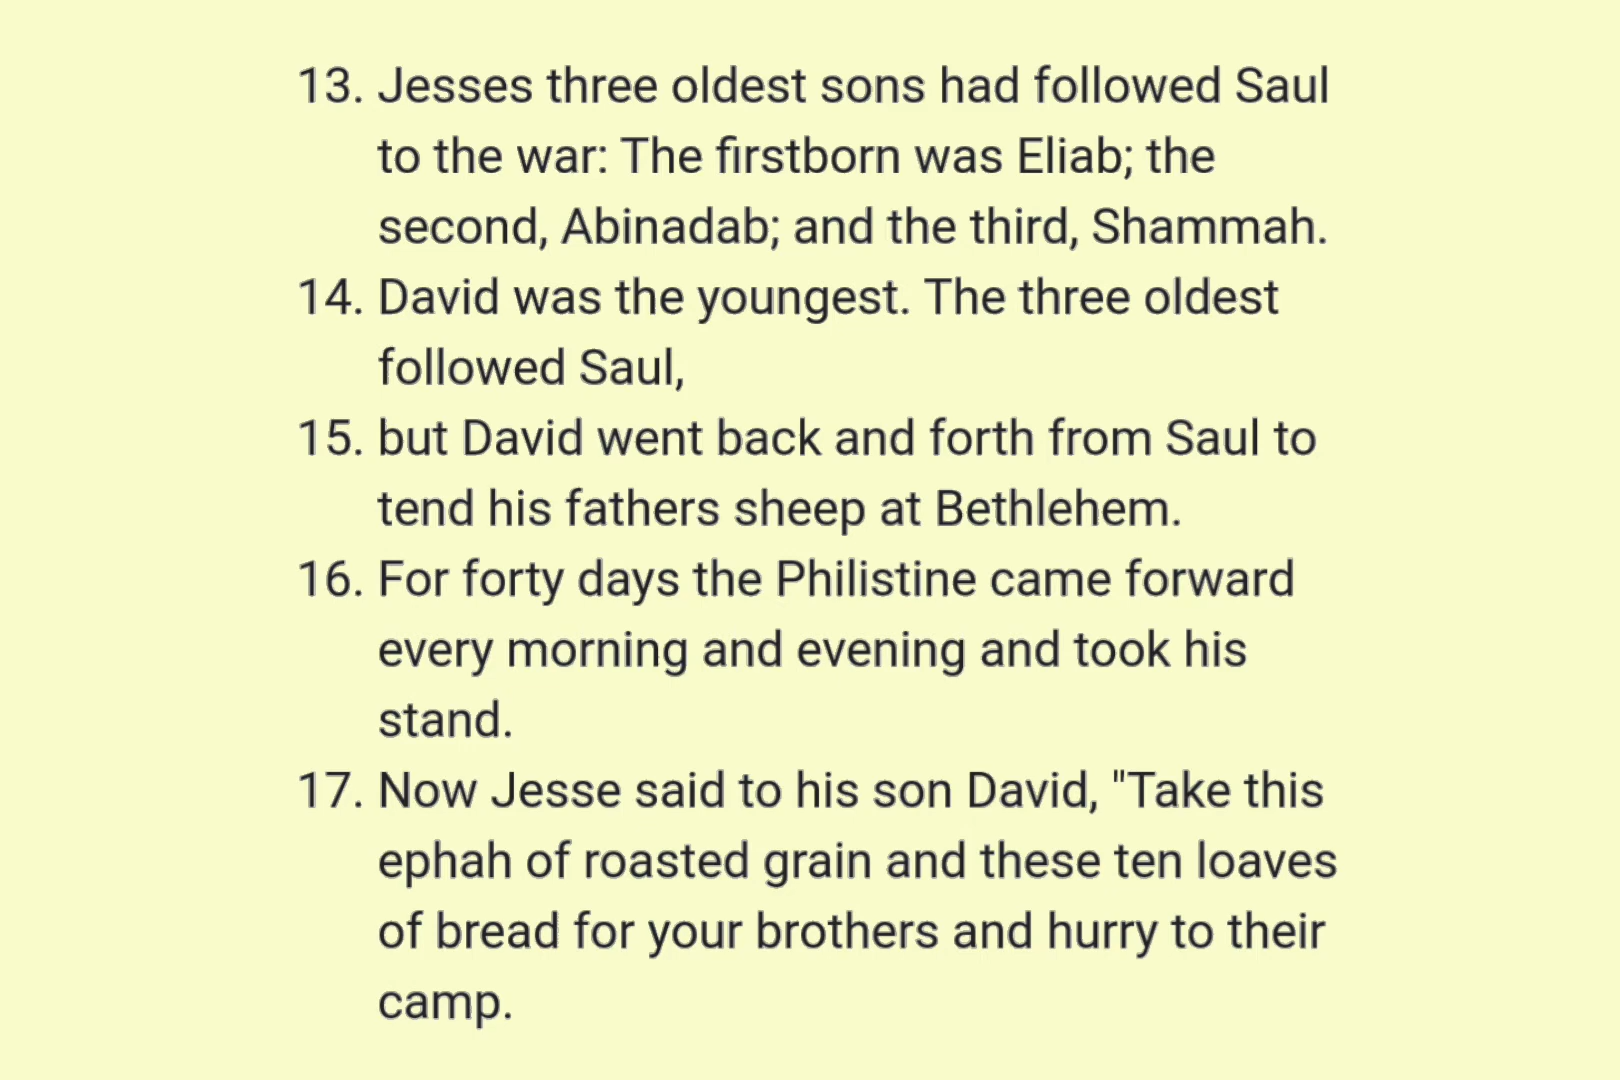 13. Jesses three oldest sons had followed Saul
to the war: The firstborn was Eliab; the
second, Abinadab; and the third, Shammah.
14. David was the youngest. The three oldest
followed Saul,
15. but David went back and forth from Saul to
tend his fathers sheep at Bethlehem.
16. For forty days the Philistine came forward
every morning and evening and took his
stand.
17. Now Jesse said to his son David, "Take this
ephah of roasted grain and these ten loaves
of bread for your brothers and hurry to their
camp.